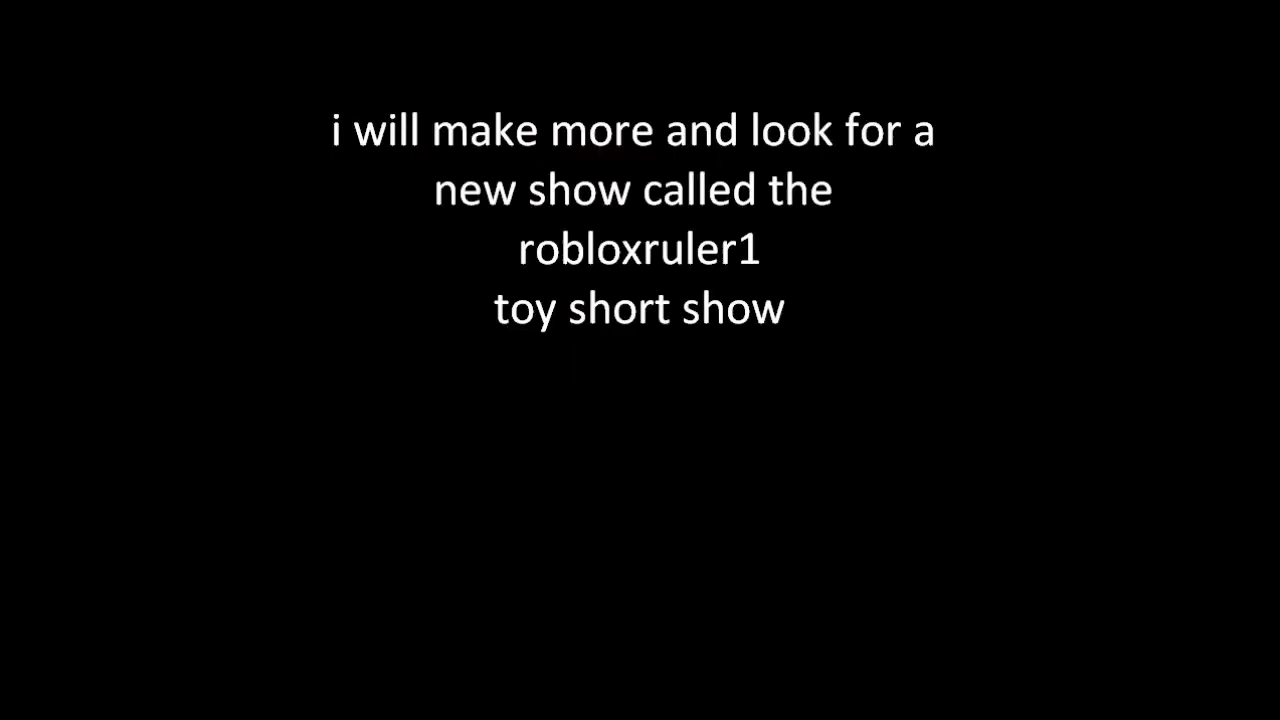 i will make more and look for a
new show called the
robloxruler1
toy short show